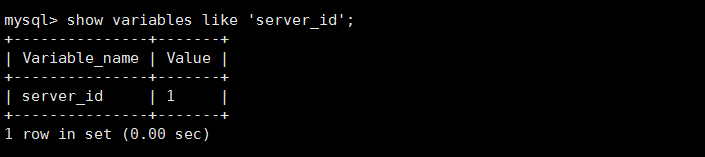 mysql> show variables like 'server_id';
+---------------+-------+
| Variable_name | Value |
+---------------+-------+
| server_id     | 1     |
+---------------+-------+
1 row in set (0.00 sec)